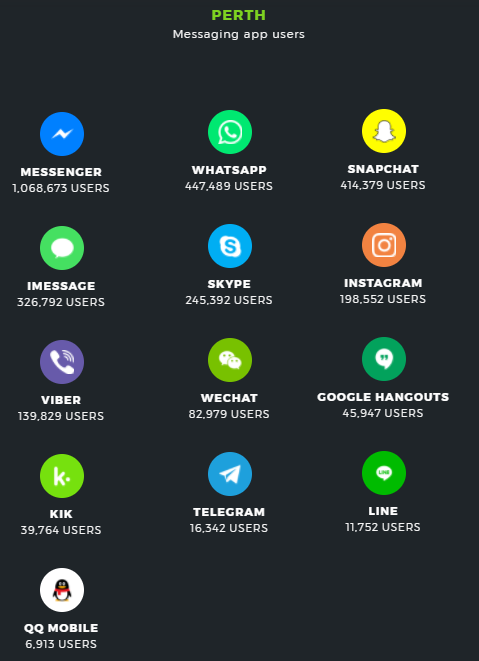 PERTH
Messaging app users
MESSENGER
1,068,673 USERS
WHATSAPP
447,489 USERS
SNAPCHAT
414,379 USERS
IMESSAGE
326,792 USERS
SKYPE
245,392 USERS
INSTAGRAM
198,552 USERS
VIBER
139,829 USERS
WECHAT
82,979 USERS
GOOGLE HANGOUTS
45,947 USERS
k.
KIK
39,764 USERS
TELEGRAM
16,342 USERS
LINE
LINE
11,752 USERS
QQ MOBILE
6,913 USERS